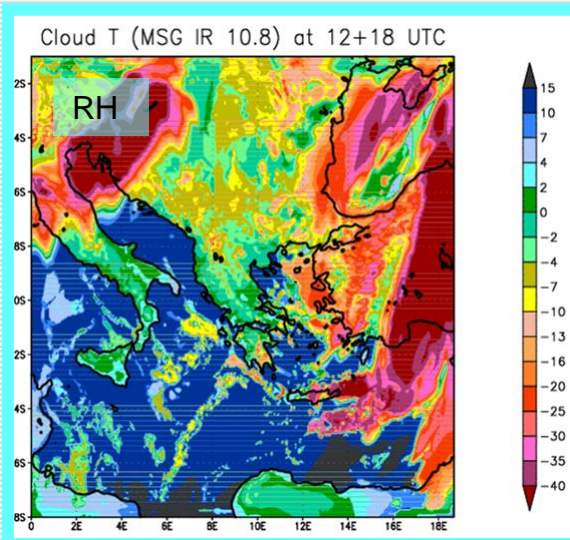 Cloud T (MSG IR 10.8) at 12+18 UTC
RH
2S
4S
6S
8S
0S
2S
4S
6S
8S
0
2E
4E
6E
8E
10E
12E
14E
16E
18E
15
10
7
4
2
0
-2
-4
-7
-10
-13
-16
-20
-25
-30
-35
-40